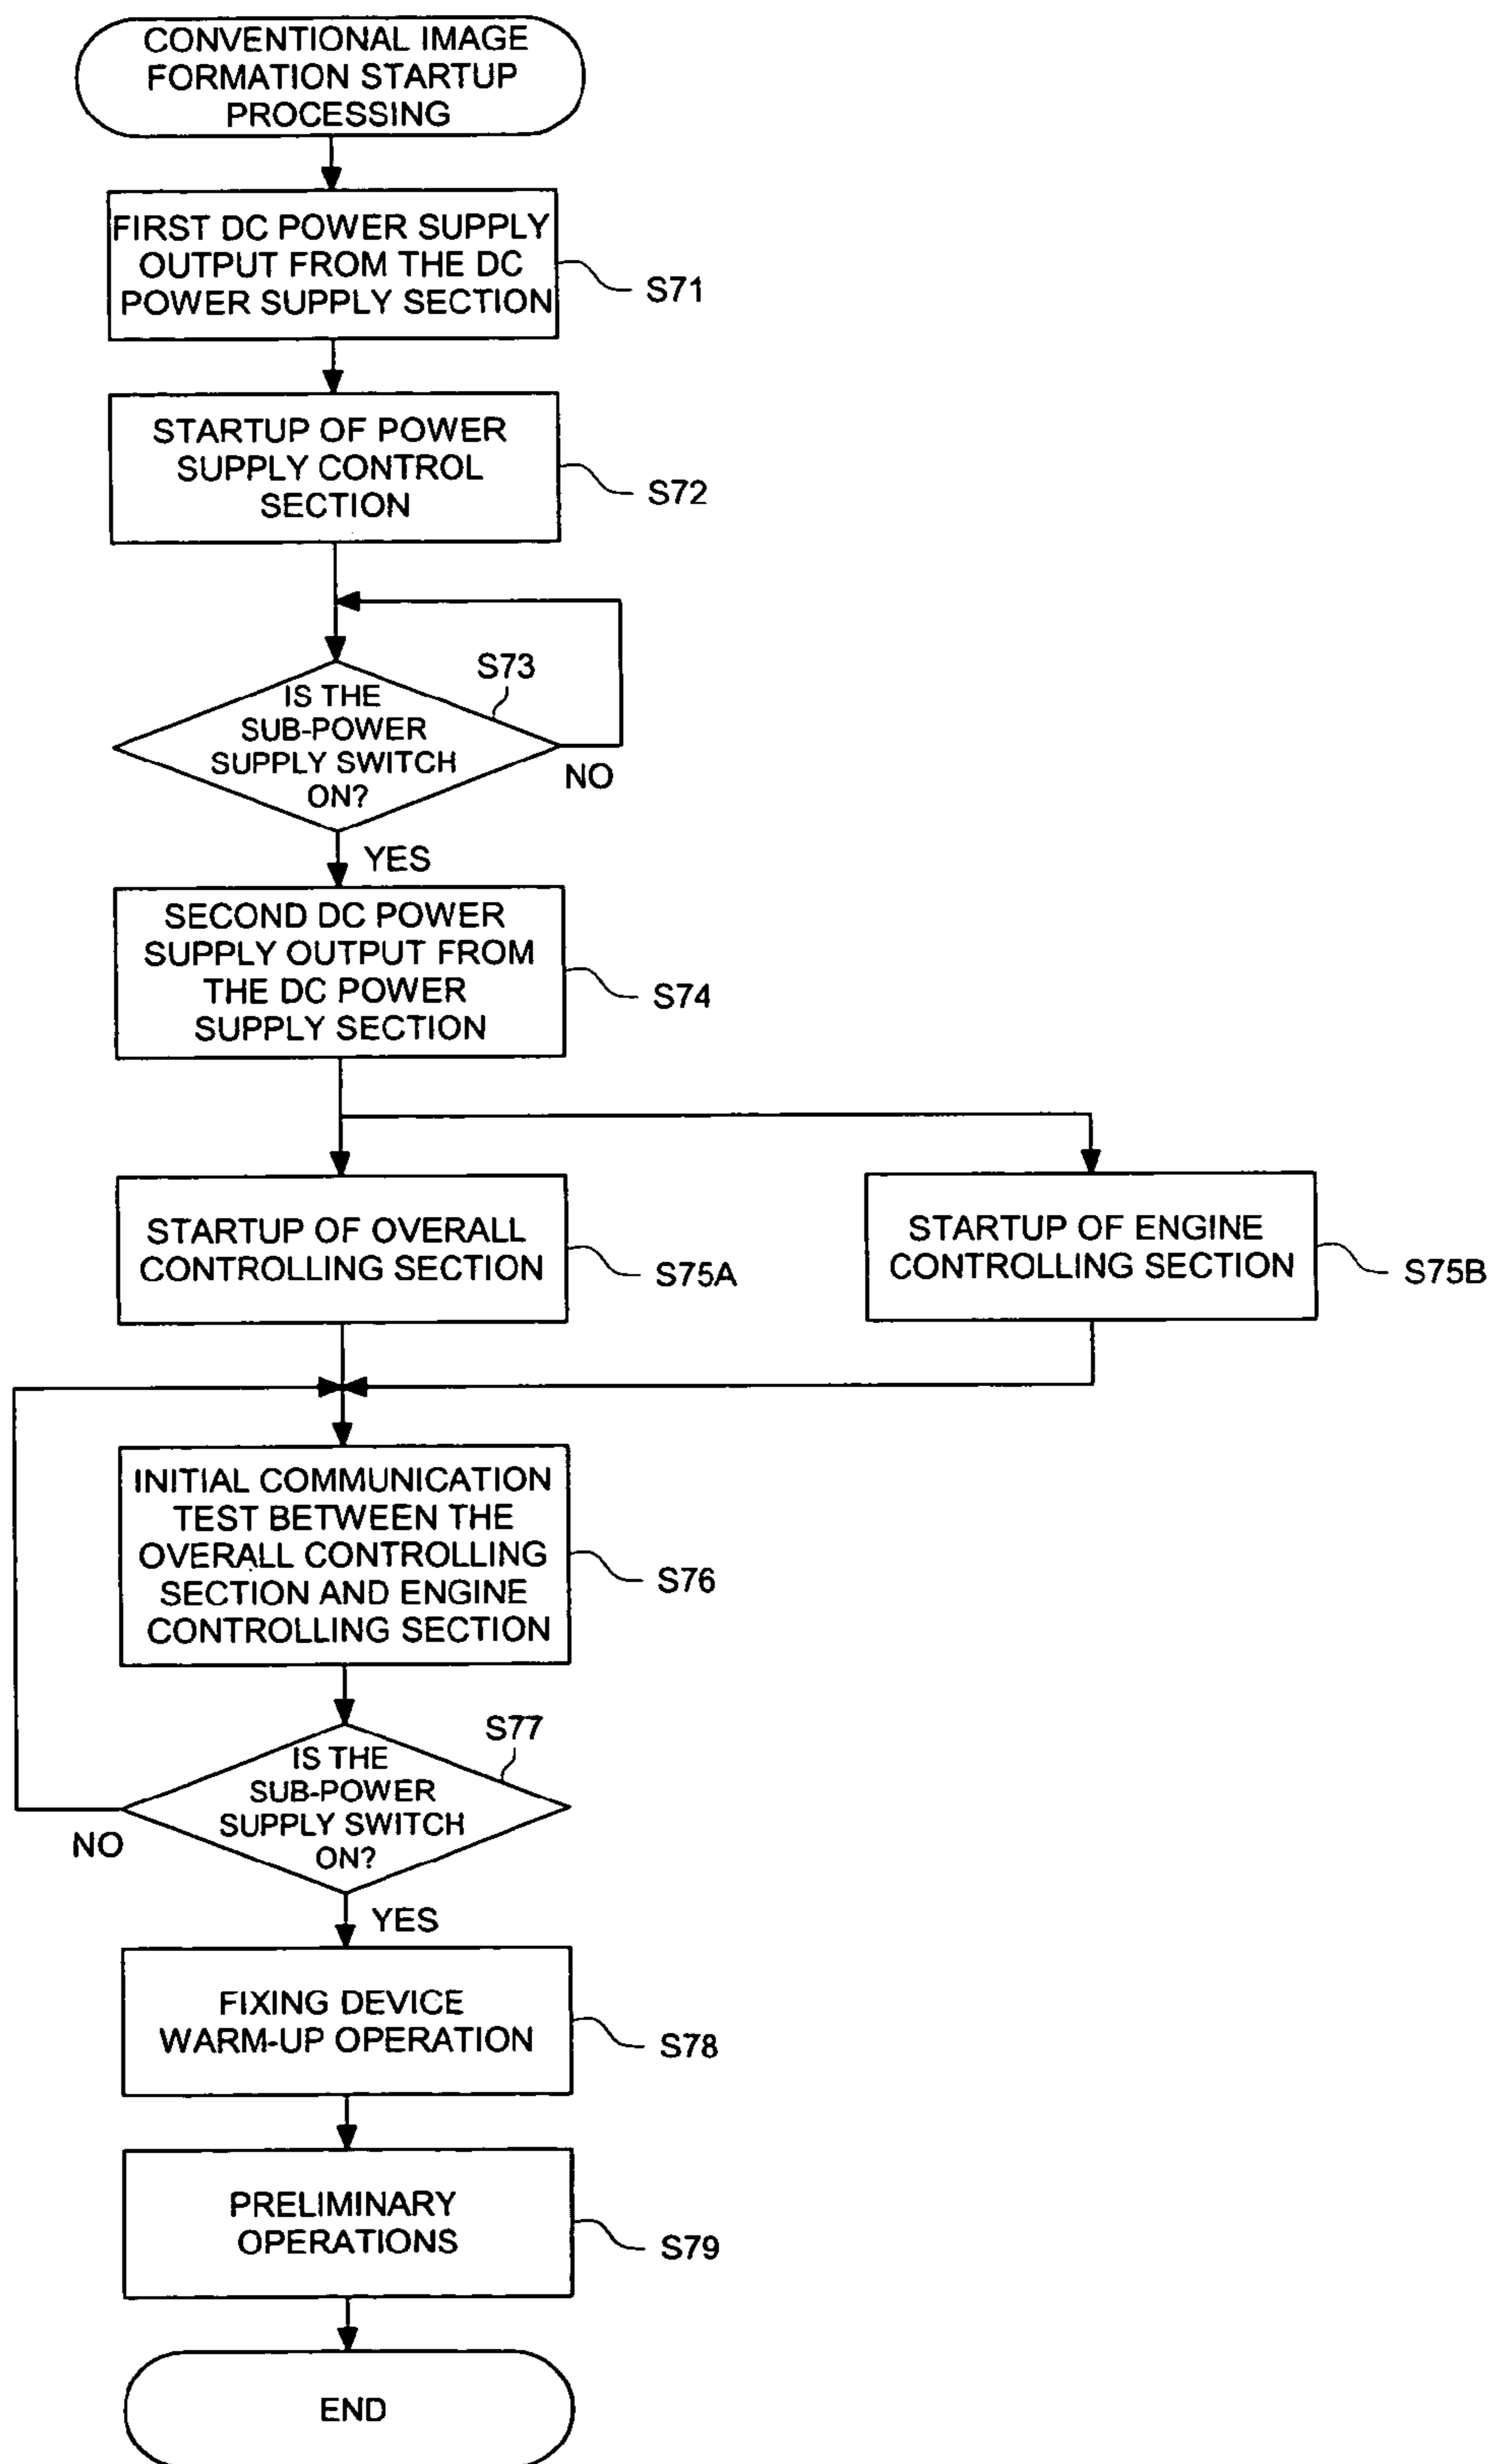 CONVENTIONAL IMAGE
FORMATION STARTUP
PROCESSING
FIRST DC POWER SUPPLY
OUTPUT FROM THE DC
POWER SUPPLY SECTION
S71
STARTUP OF POWER
SUPPLY CONTROL
SECTION
S72
S73
IS THE
SUB-POWER
SUPPLY SWITCH
ON?
NO
YES
SECOND DC POWER
SUPPLY OUTPUT FROM
THE DC POWER
SUPPLY SECTION
S74
STARTUP OF OVERALL
CONTROLLING SECTION
S75A
STARTUP OF ENGINE
CONTROLLING SECTION
S75B
INITIAL COMMUNICATION
TEST BETWEEN THE
OVERALL CONTROLLING
SECTION AND ENGINE
CONTROLLING SECTION
S76
S77
IS THE
SUB-POWER
SUPPLY SWITCH
ON?
NO
YES
FIXING DEVICE
WARM-UP OPERATION
S78
PRELIMINARY
OPERATIONS
S79
END